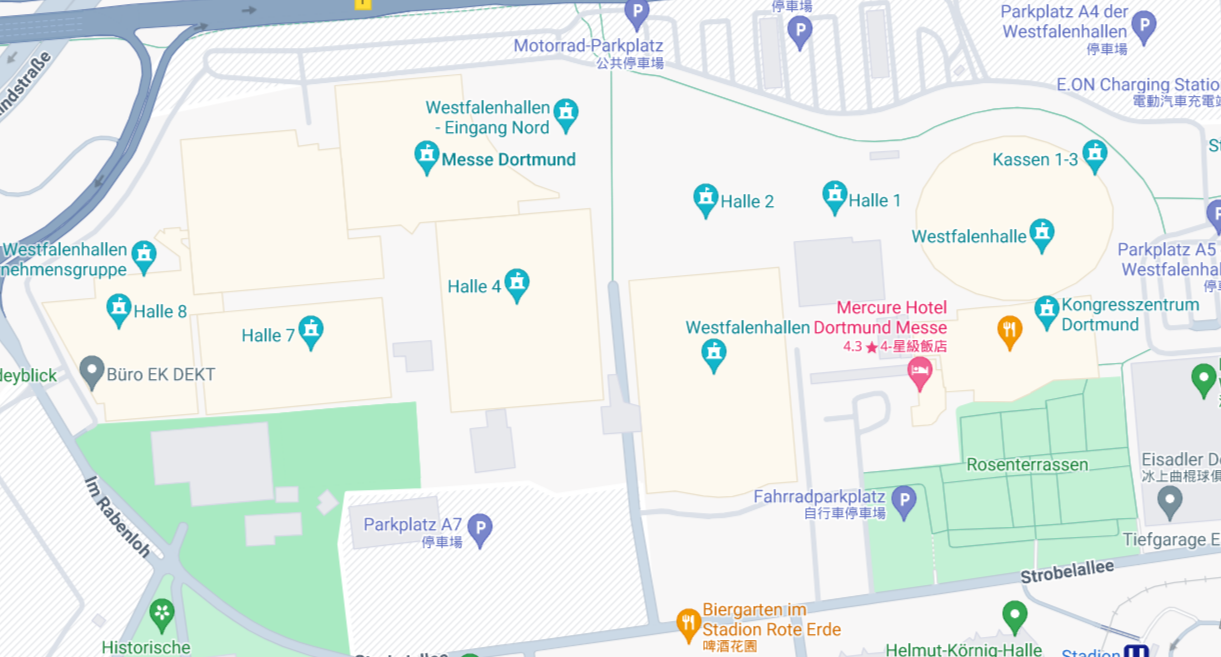 Parkplatz A4 der
Westfalenhallen
停車場
停車場
Motorrad-Parkplatz
公共停車場
E.ON Charging Statio
電動汽車充電站
Westfalenhallen
- Eingang Nord
Messe Dortmund
Kassen 1-3
Halle 2
Halle 1
Westfalenhalle
Westfalenhallen
nehmensgruppe
Parkplatz A5
Westfalenhal
Halle 4
Halle 8
Halle 7
Mercure Hotel
Dortmund Messe
4.3 ★ 4-星級飯店
Kongresszentrum
Dortmund
Westfalenhallen
Büro EK DEKT
deyblick
Rosenterrassen
Eisadler Do
冰上曲棍球俱
Fahrradparkplatz
自行車停車場
Parkplatz A7
停車場
Im Rabenloh
Tiefgarage E
Strobelallee
Biergarten im
Stadion Rote Erde
啤酒花園
Historische
Helmut-Körnig-Halle
Stadion